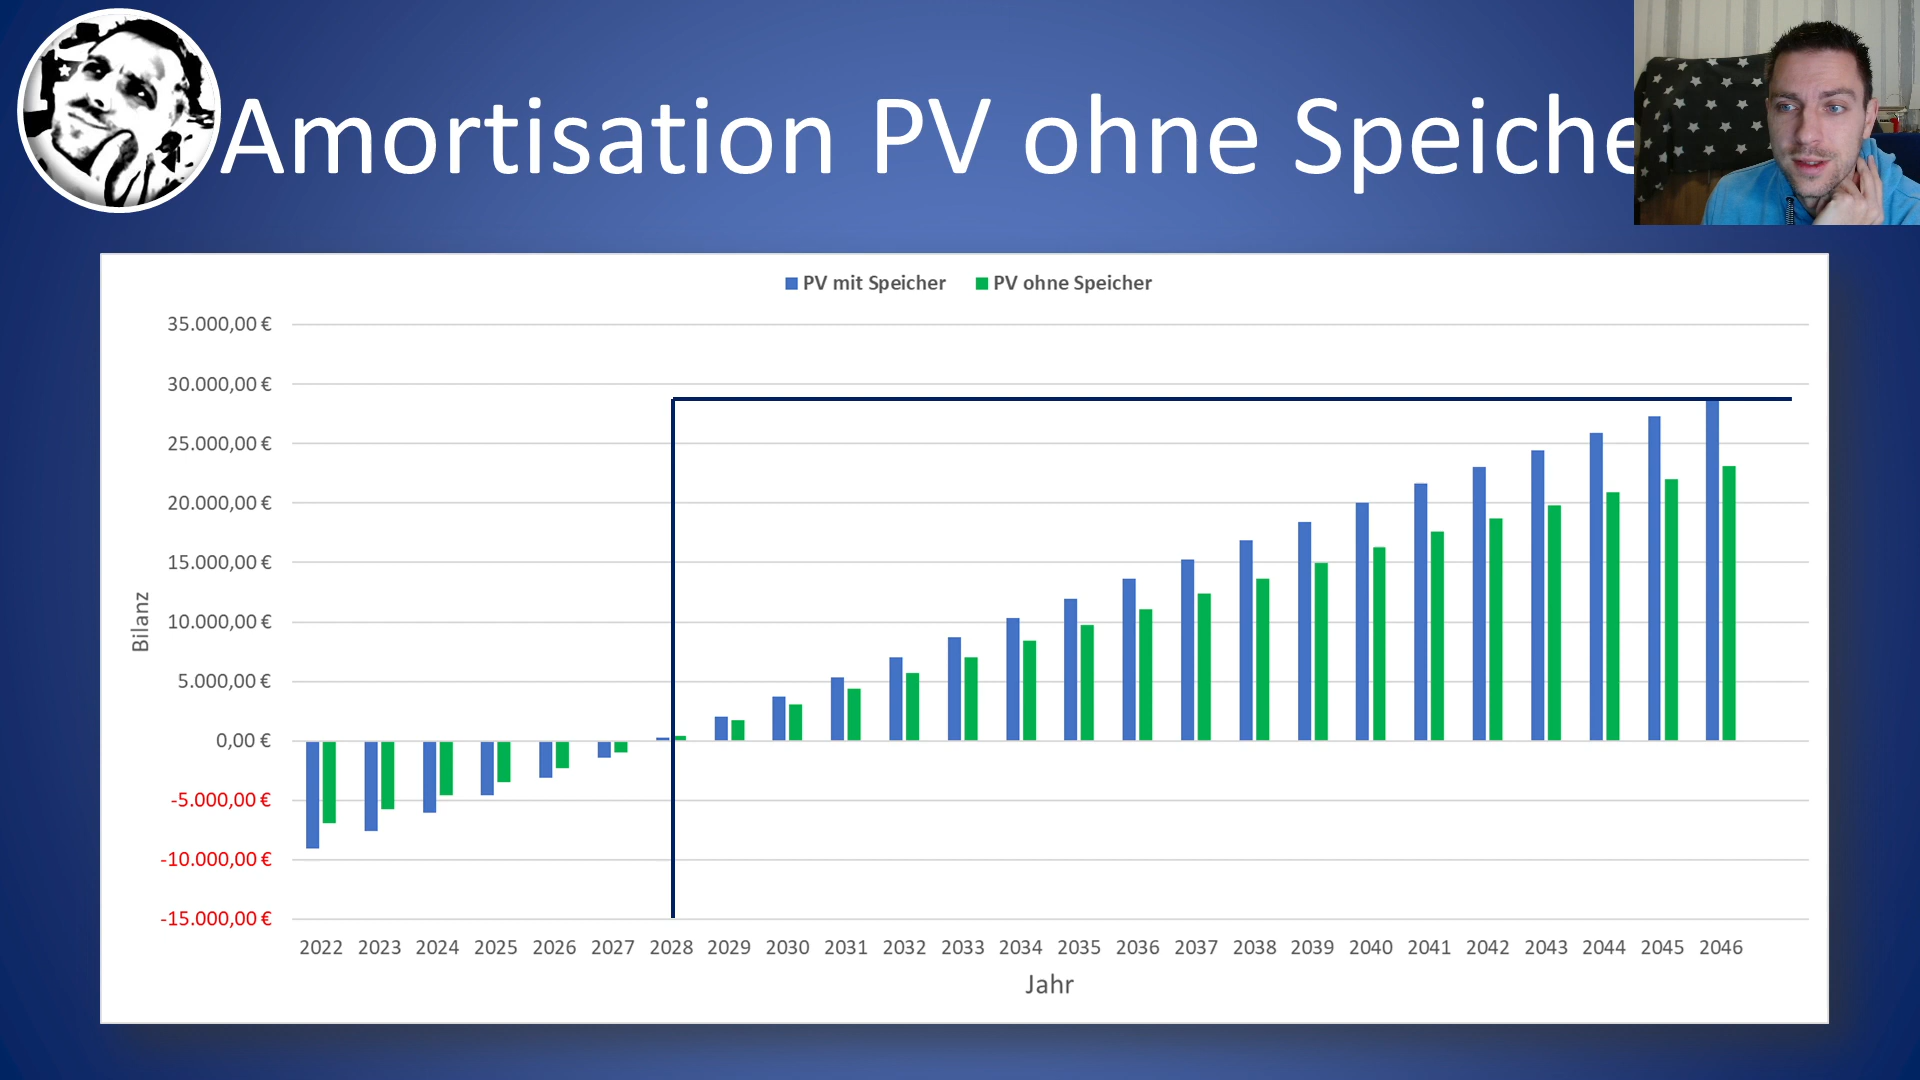 Amortisation PV ohne Speiche
PV mit Speicher PV ohne Speicher
35.000,00 €
30.000,00 €
25.000,00 €
20.000,00 €
15.000,00 €
10.000,00 €
5.000,00 €
0,00 €
-5.000,00 €
-10.000,00 €
-15.000,00 €
Bilanz
2022 2023 2024 2025 2026 2027 2028 2029 2030 2031 2032 2033 2034 2035 2036 2037 2038 2039 2040 2041 2042 2043 2044 2045 2046
Jahr